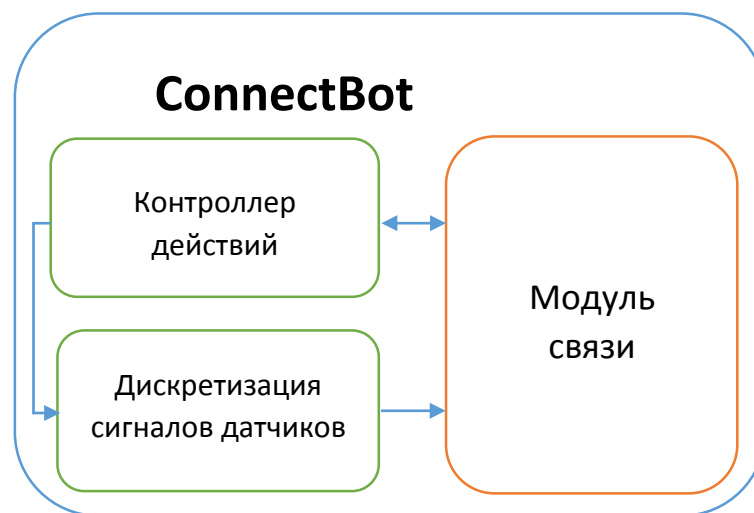 ConnectBot
Контроллер
действий
Модуль
связи
Дискретизация
сигналов датчиков